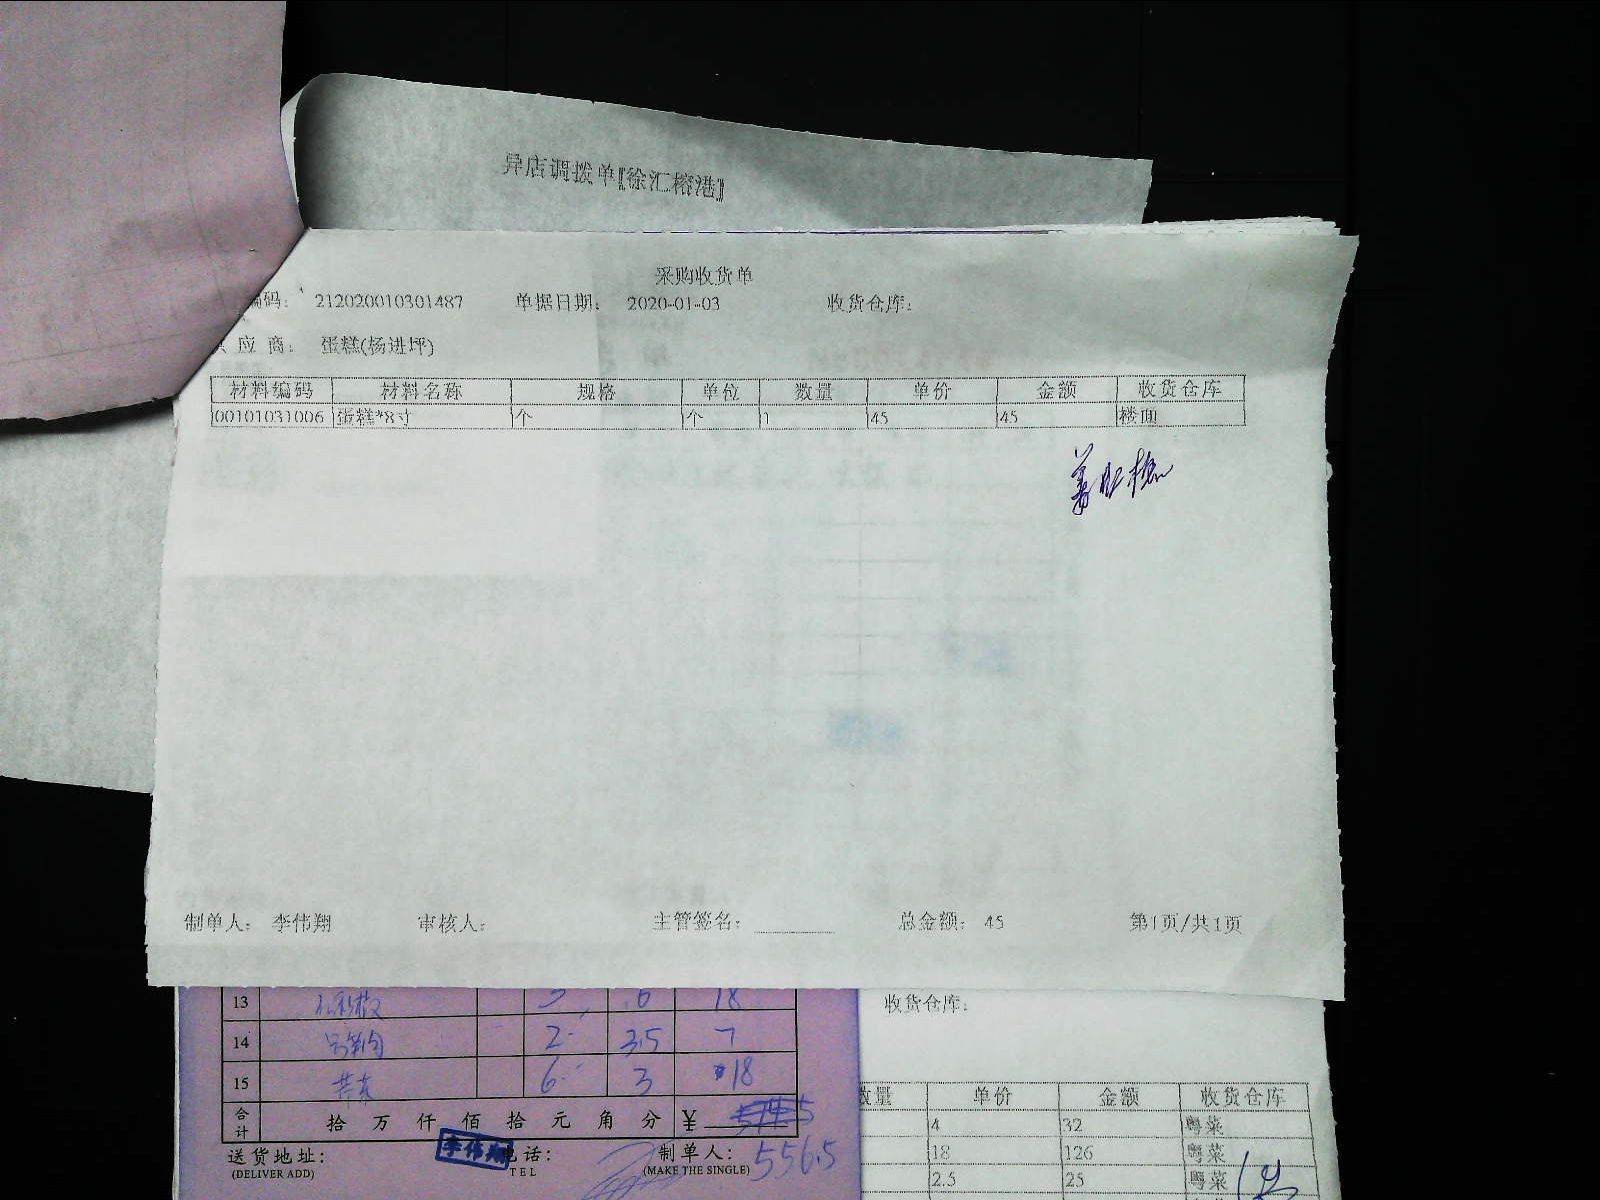 异店调拨单【徐汇榕港】
采购收货单
编码： 212020010301487 单据日期： 2020-01-03 收货仓库：
供 应 商： 蛋糕(杨进坪)
材料编码 材料名称 规格 单位 数量 单价 金额 收货仓库
00101031006 蛋糕*8寸 个 个 1 45 45 楼面
制单人： 李伟翔 审核人： 主管签名： 总金额： 45 第1页/共1页
13 18
14 2 3.5 7
15 6 3 18
合计 拾 万 仟 佰 拾 元 角 分 ¥
送货地址： 电话： 制单人： 556.5
(DELIVER ADD) TEL (MAKE THE SINGLE)
李伟翔
收货仓库：
数量 单价 金额 收货仓库
4 32 粤菜
18 126 粤菜
2.5 25 粤菜